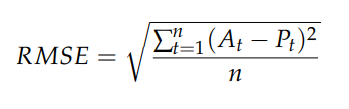 RMSE = √(∑ₜ₌₁ⁿ(Aₜ − Pₜ)² / n)